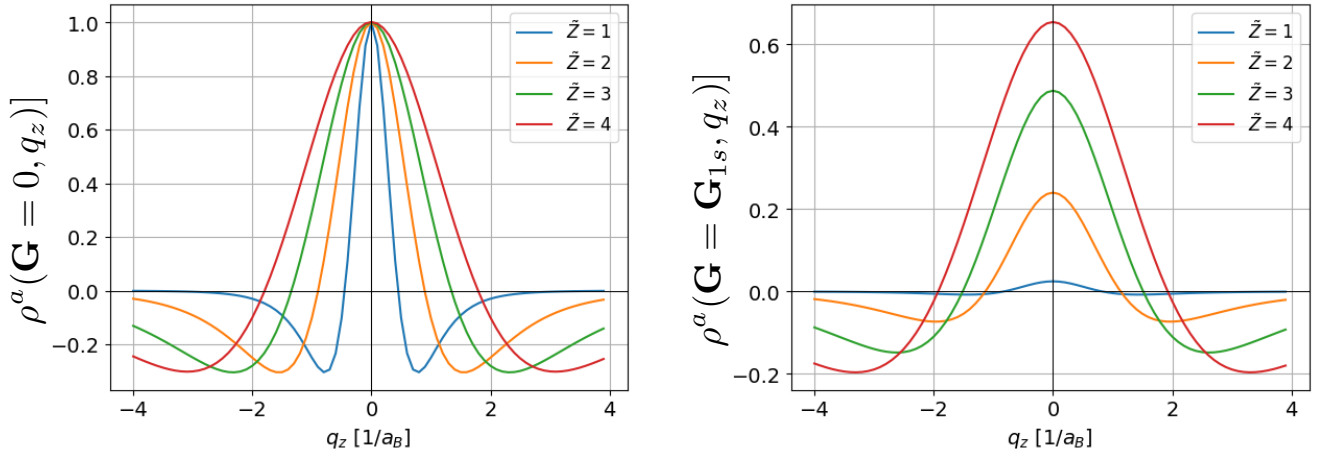 ρ^a(G = 0, q_z)]
1.0
0.8
0.6
0.4
0.2
0.0
−0.2
−4
−2
0
2
4
q_z [1/a_B]
Z̃ = 1
Z̃ = 2
Z̃ = 3
Z̃ = 4
ρ^a(G = G_{1s}, q_z)]
0.6
0.4
0.2
0.0
−0.2
−4
−2
0
2
4
q_z [1/a_B]
Z̃ = 1
Z̃ = 2
Z̃ = 3
Z̃ = 4